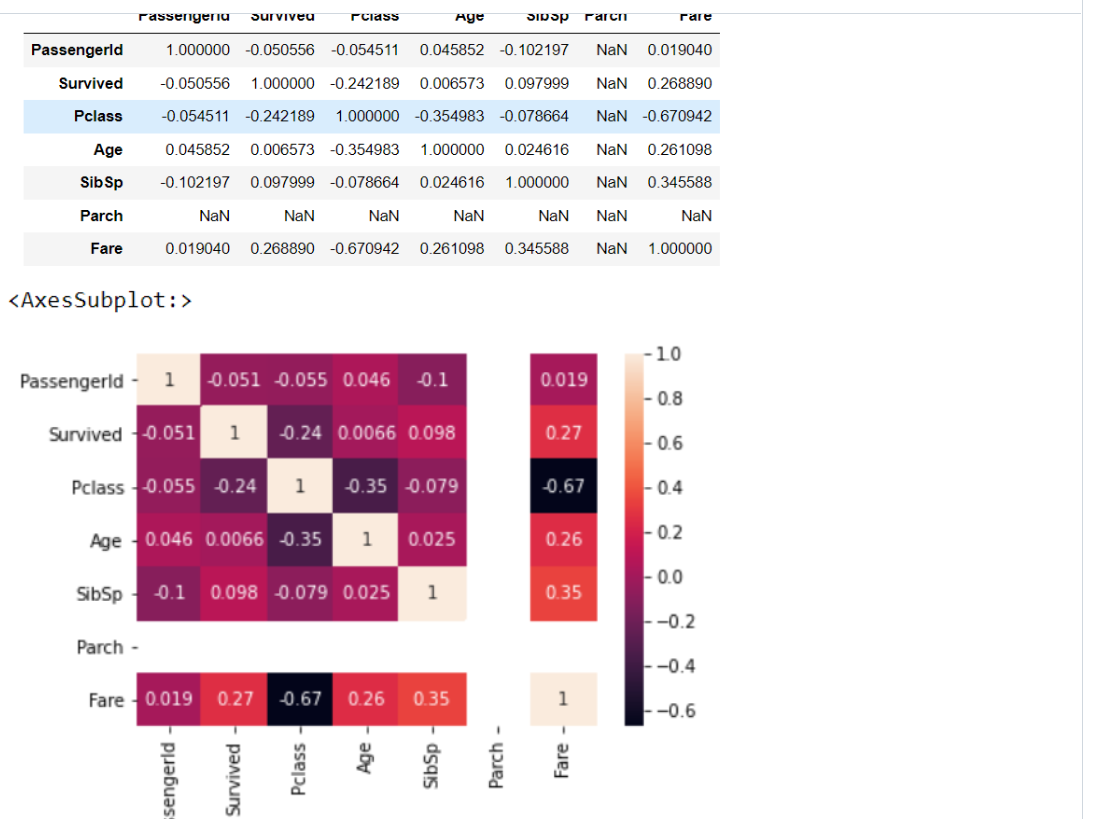 PassengerId Survived Pclass Age SibSp Parch Fare
PassengerId 1.000000 -0.050556 -0.054511 0.045852 -0.102197 NaN 0.019040
Survived -0.050556 1.000000 -0.242189 0.006573 0.097999 NaN 0.268890
Pclass -0.054511 -0.242189 1.000000 -0.354983 -0.078664 NaN -0.670942
Age 0.045852 0.006573 -0.354983 1.000000 0.024616 NaN 0.261098
SibSp -0.102197 0.097999 -0.078664 0.024616 1.000000 NaN 0.345588
Parch NaN NaN NaN NaN NaN NaN NaN
Fare 0.019040 0.268890 -0.670942 0.261098 0.345588 NaN 1.000000
<AxesSubplot:>
PassengerId 1 -0.051 -0.055 0.046 -0.1 0.019
Survived -0.051 1 -0.24 0.0066 0.098 0.27
Pclass -0.055 -0.24 1 -0.35 -0.079 -0.67
Age 0.046 0.0066 -0.35 1 0.025 0.26
SibSp -0.1 0.098 -0.079 0.025 1 0.35
Parch
Fare 0.019 0.27 -0.67 0.26 0.35 1
ssengerId Survived Pclass Age SibSp Parch Fare
1.0
0.8
0.6
0.4
0.2
0.0
−0.2
−0.4
−0.6